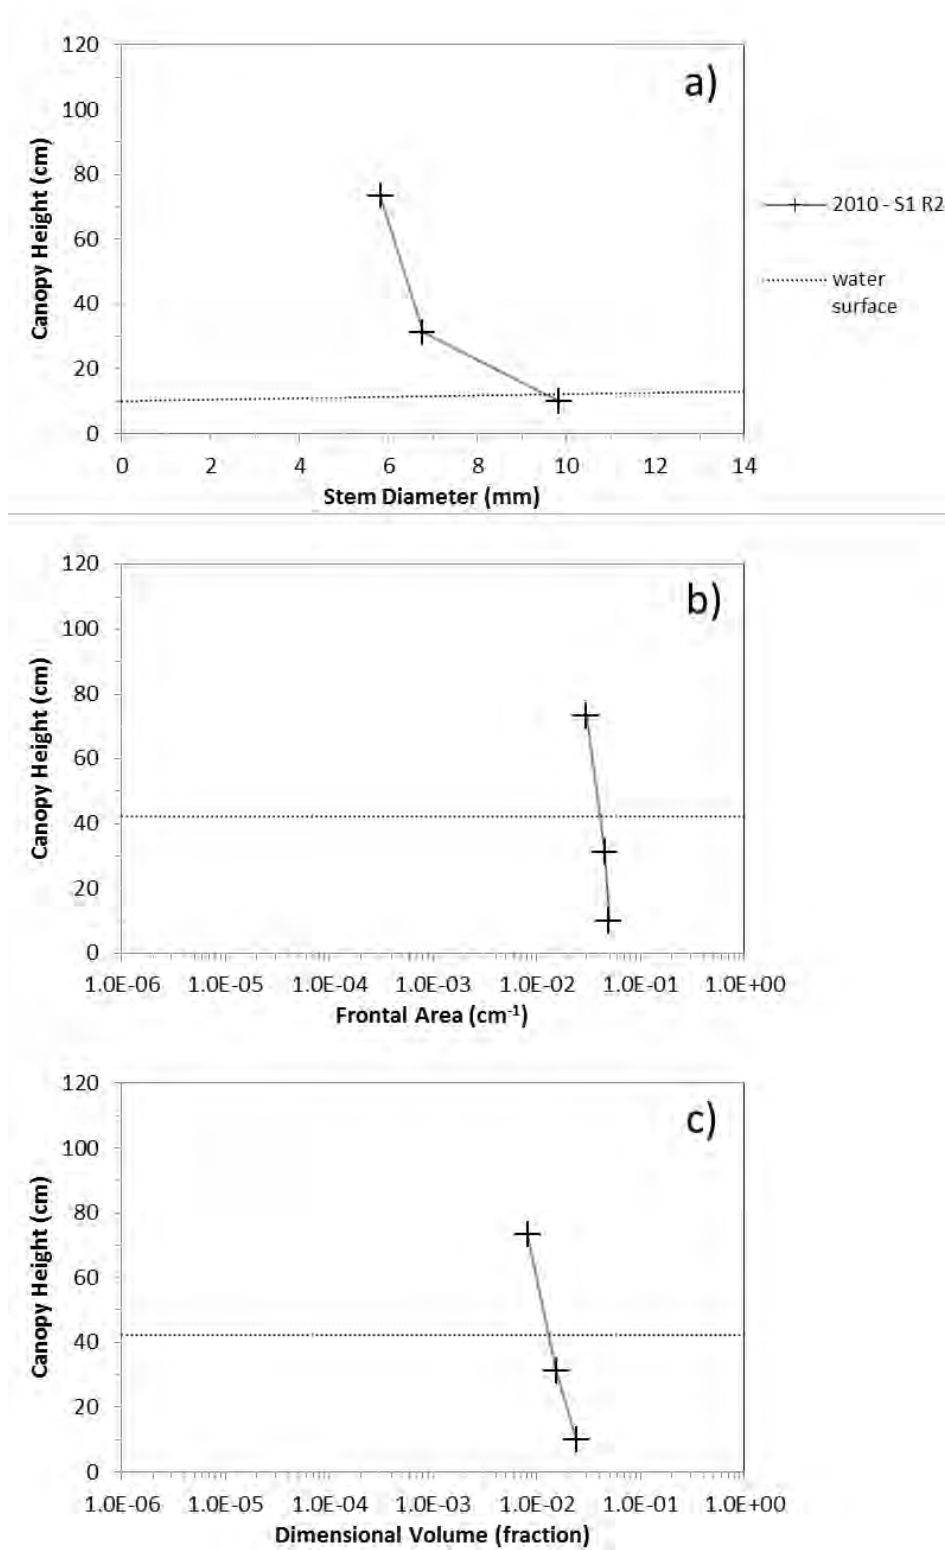 120
a)
100
80
60
40
20
0
Canopy Height (cm)
2010 - S1 R2
water
surface
0 2 4 6 8 10 12 14
Stem Diameter (mm)
120
b)
100
80
60
40
20
0
Canopy Height (cm)
1.0E-06 1.0E-05 1.0E-04 1.0E-03 1.0E-02 1.0E-01 1.0E+00
Frontal Area (cm⁻¹)
120
c)
100
80
60
40
20
0
Canopy Height (cm)
1.0E-06 1.0E-05 1.0E-04 1.0E-03 1.0E-02 1.0E-01 1.0E+00
Dimensional Volume (fraction)